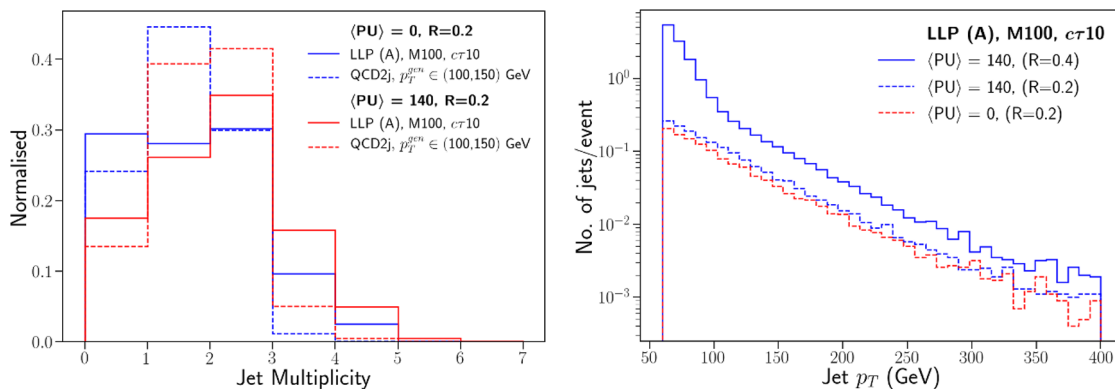 Normalised
0.4
0.3
0.2
0.1
0.0
⟨PU⟩ = 0, R=0.2
LLP (A), M100, cτ10
QCD2j, p_T^{gen} ∈ (100,150) GeV
⟨PU⟩ = 140, R=0.2
LLP (A), M100, cτ10
QCD2j, p_T^{gen} ∈ (100,150) GeV
0 1 2 3 4 5 6 7
Jet Multiplicity
No. of jets/event
10^0
10^{-1}
10^{-2}
10^{-3}
LLP (A), M100, cτ10
⟨PU⟩ = 140, (R=0.4)
⟨PU⟩ = 140, (R=0.2)
⟨PU⟩ = 0, (R=0.2)
50 100 150 200 250 300 350 400
Jet p_T (GeV)